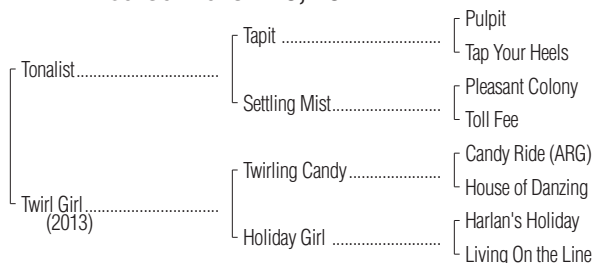 Pulpit
Tapit ..............................
Tap Your Heels
Tonalist...........................
Pleasant Colony
Settling Mist.....................
Toll Fee
Candy Ride (ARG)
Twirling Candy..................
House of Danzing
Twirl Girl.........................
(2013)
Harlan's Holiday
Holiday Girl .....................
Living On the Line